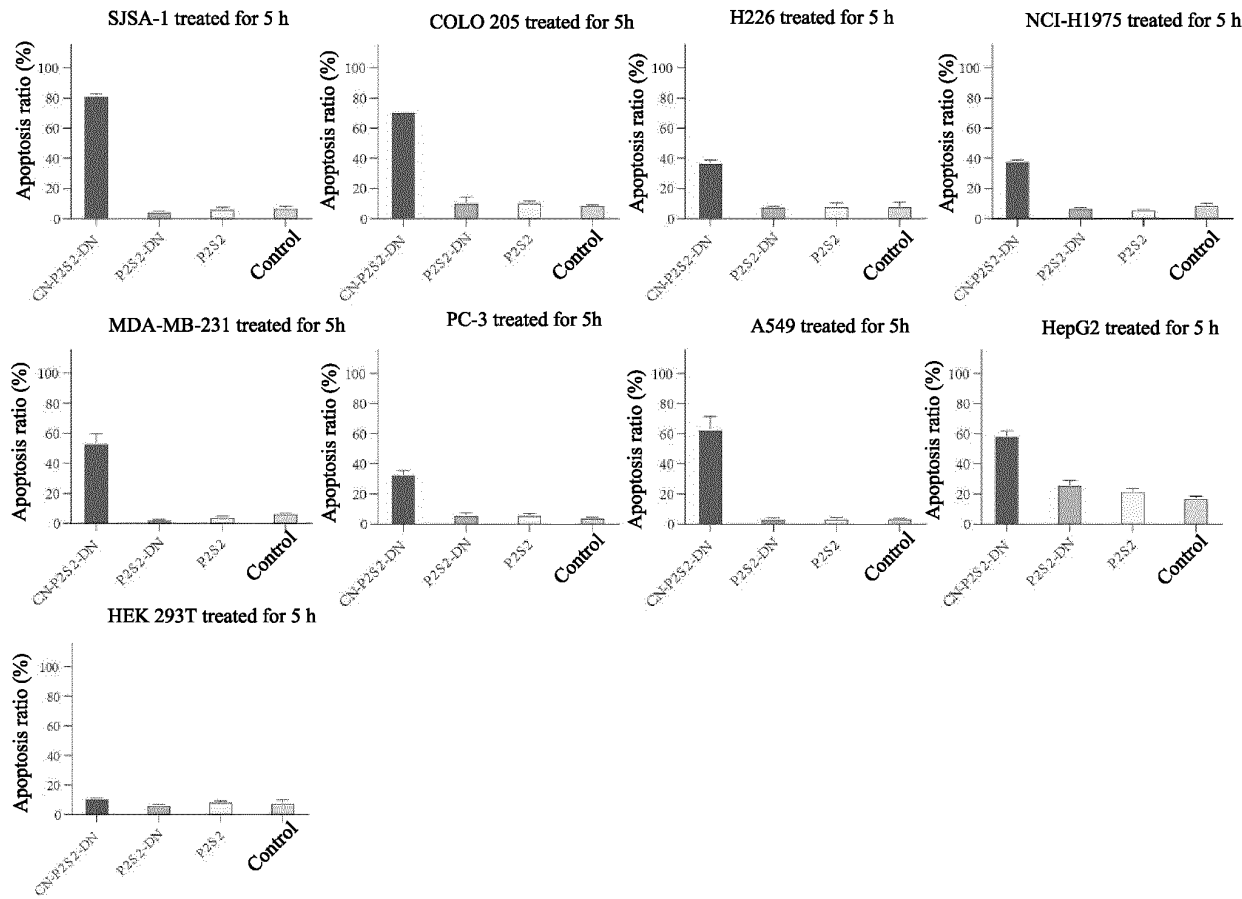 SJSA-1 treated for 5 h
Apoptosis ratio (%)
100
80
60
40
20
0
CN-P2S2-DN
P2S2-DN
P2S2
Control
COLO 205 treated for 5h
Apoptosis ratio (%)
100
80
60
40
20
0
CN-P2S2-DN
P2S2-DN
P2S2
Control
H226 treated for 5 h
Apoptosis ratio (%)
100
80
60
40
20
0
CN-P2S2-DN
P2S2-DN
P2S2
Control
NCI-H1975 treated for 5 h
Apoptosis ratio (%)
100
80
60
40
20
0
CN-P2S2-DN
P2S2-DN
P2S2
Control
MDA-MB-231 treated for 5h
Apoptosis ratio (%)
100
80
60
40
20
0
CN-P2S2-DN
P2S2-DN
P2S2
Control
PC-3 treated for 5h
Apoptosis ratio (%)
100
80
60
40
20
0
CN-P2S2-DN
P2S2-DN
P2S2
Control
A549 treated for 5h
Apoptosis ratio (%)
100
80
60
40
20
0
CN-P2S2-DN
P2S2-DN
P2S2
Control
HepG2 treated for 5 h
Apoptosis ratio (%)
100
80
60
40
20
0
CN-P2S2-DN
P2S2-DN
P2S2
Control
HEK 293T treated for 5 h
Apoptosis ratio (%)
100
80
60
40
20
0
CN-P2S2-DN
P2S2-DN
P2S2
Control